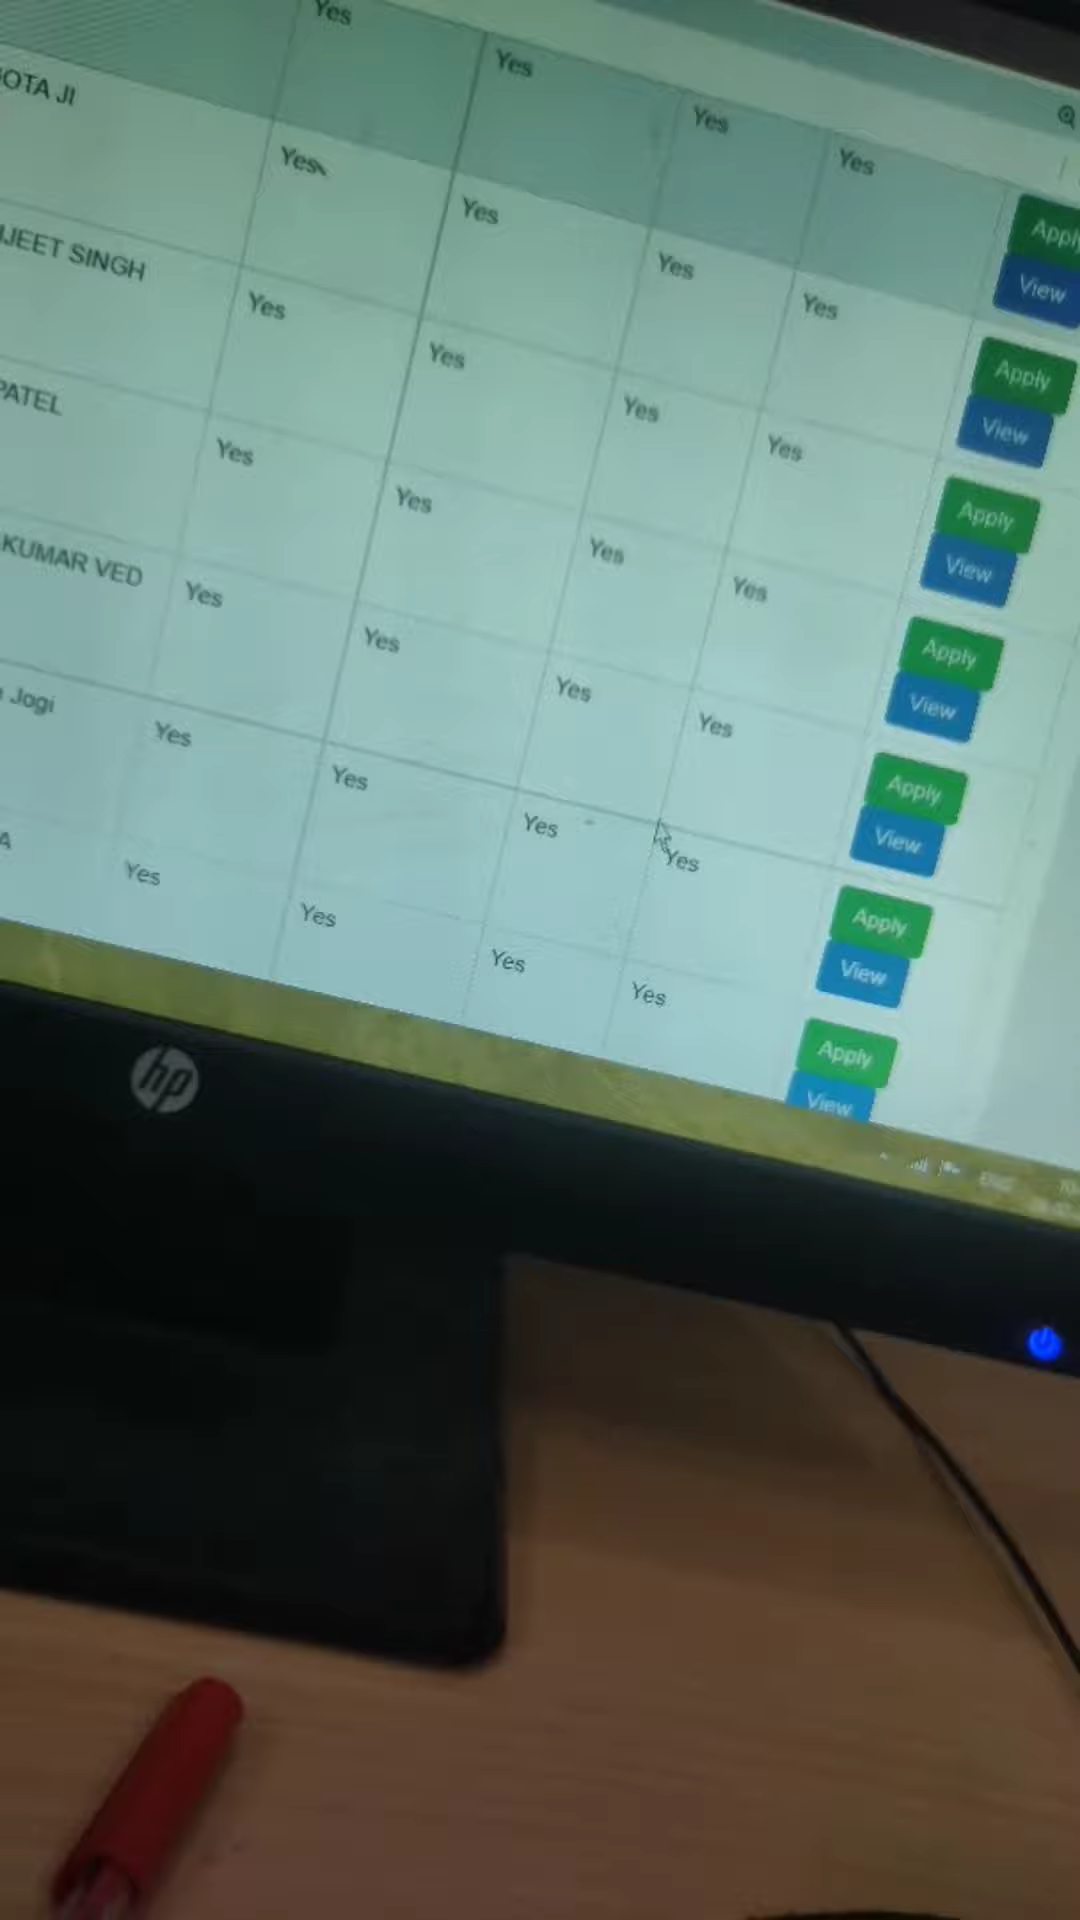 Yes Yes Yes Yes Apply View
OTA JI Yes Yes Yes Yes Apply View
JEET SINGH Yes Yes Yes Yes Apply View
PATEL Yes Yes Yes Yes Apply View
KUMAR VED Yes Yes Yes Yes Apply View
Jogi Yes Yes Yes Yes Apply View
A Yes Yes Yes Yes Apply View
hp